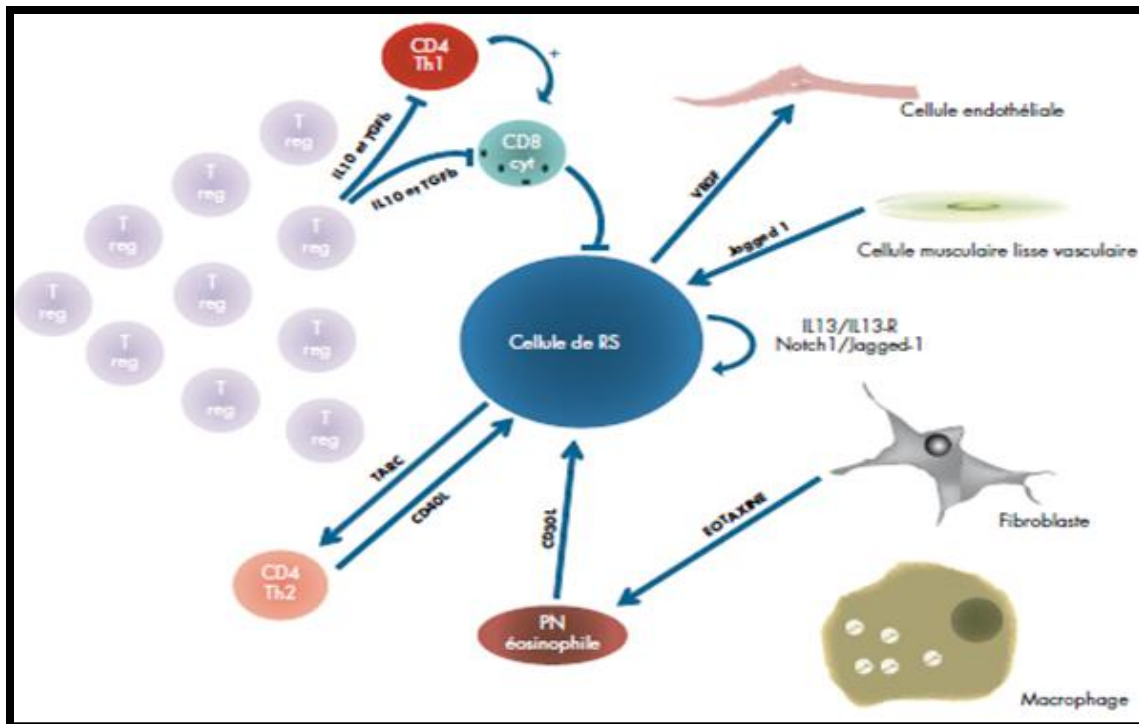 CD4
Th1
+
T
reg
IL10 et TGFb
CD8
cyt
Cellule endothéliale
T
reg
IL10 et TGFb
VEGF
T
reg
T
reg
Jagged 1
Cellule musculaire lisse vasculaire
T
reg
T
reg
Cellule de RS
IL13/IL13-R
Notch1/Jagged-1
T
reg
T
reg
T
reg
T
reg
TARC
CD40L
CD30L
EOTAXINE
Fibroblaste
CD4
Th2
PN
éosinophile
Macrophage